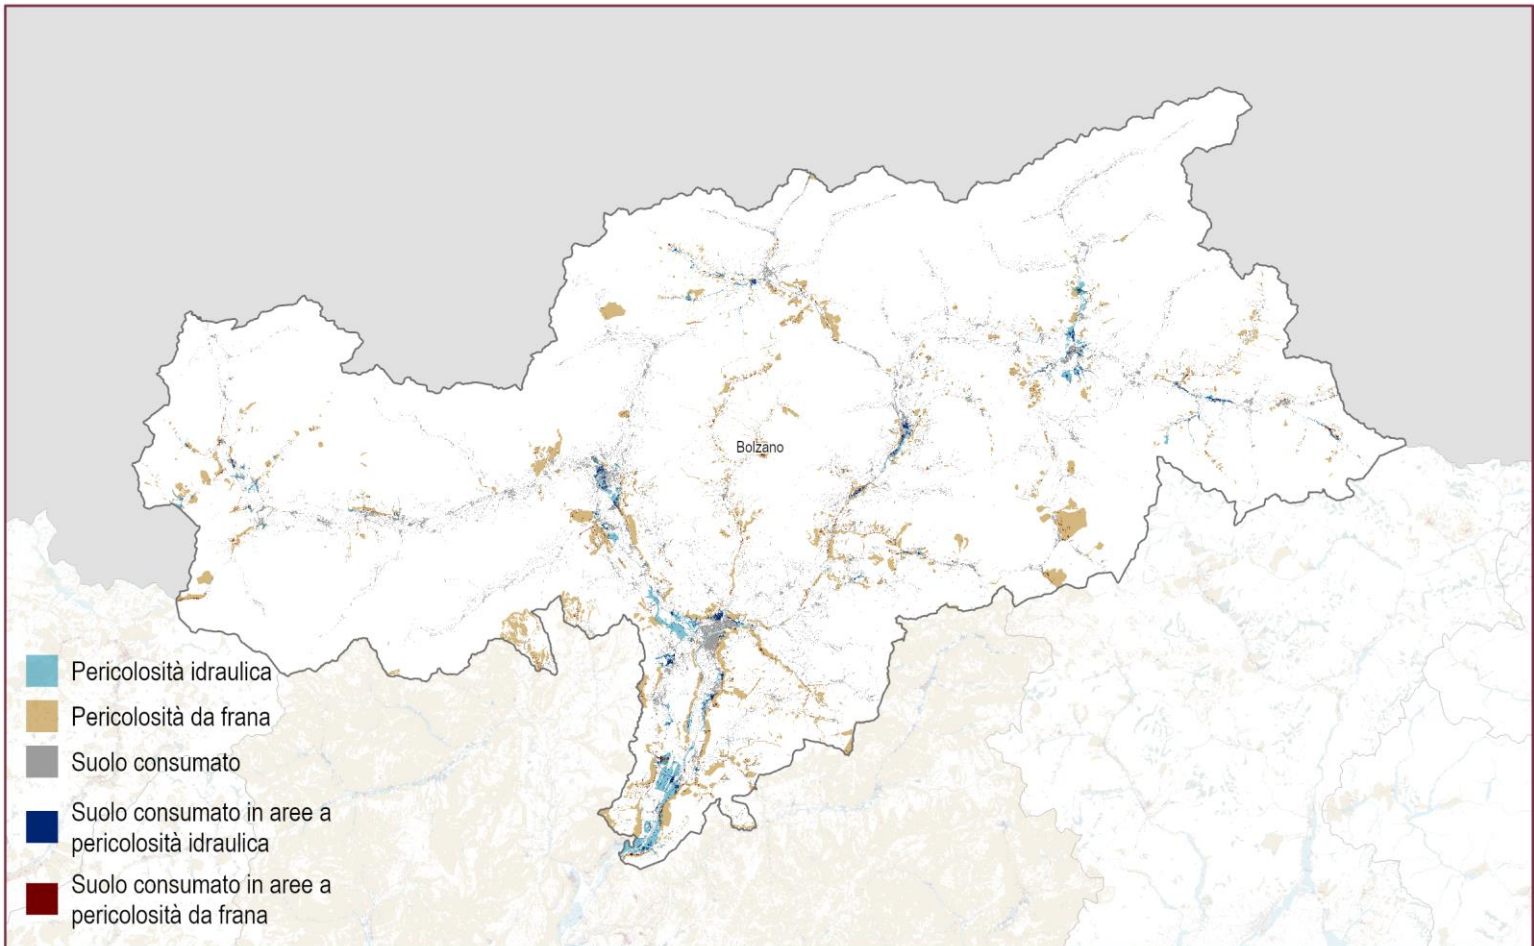 Bolzano
Pericolosità idraulica
Pericolosità da frana
Suolo consumato
Suolo consumato in aree a
pericolosità idraulica
Suolo consumato in aree a
pericolosità da frana